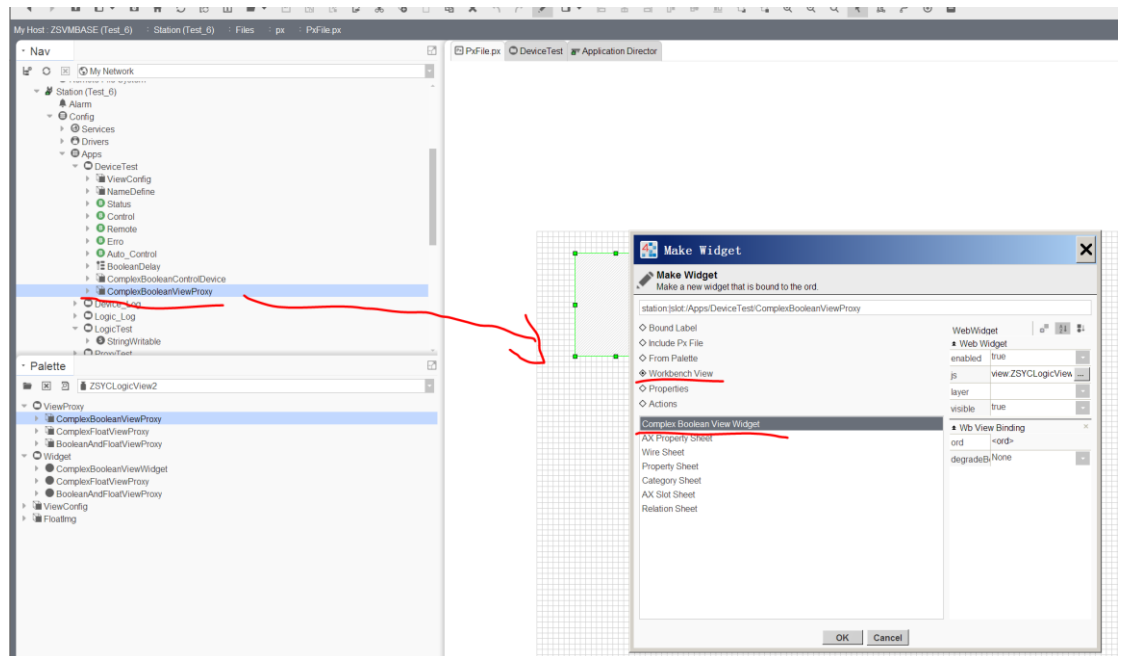 My Host : ZSVMBASE (Test_6) : Station (Test_6) : Files : px : PxFile.px
Nav
My Network
Station (Test_6)
Alarm
Config
Services
Drivers
Apps
DeviceTest
ViewConfig
NameDefine
Status
Control
Remote
Erro
Auto_Control
BooleanDelay
ComplexBooleanControlDevice
ComplexBooleanViewProxy
Device_Log
Logic_Log
LogicTest
StringWritable
ProxyTest
Palette
ZSYCLogicView2
ViewProxy
ComplexBooleanViewProxy
ComplexFloatViewProxy
BooleanAndFloatViewProxy
Widget
ComplexBooleanViewWidget
ComplexFloatViewProxy
BooleanAndFloatViewProxy
ViewConfig
FloatImg
PxFile.px DeviceTest Application Director
Make Widget
Make Widget
Make a new widget that is bound to the ord.
station:|slot:/Apps/DeviceTest/ComplexBooleanViewProxy
Bound Label
Include Px File
From Palette
Workbench View
Properties
Actions
Complex Boolean View Widget
AX Property Sheet
Wire Sheet
Property Sheet
Category Sheet
AX Slot Sheet
Relation Sheet
WebWidget
Web Widget
enabled true
js view:ZSYCLogicView
layer
visible true
Wb View Binding
ord <ord>
degradeB None
OK Cancel